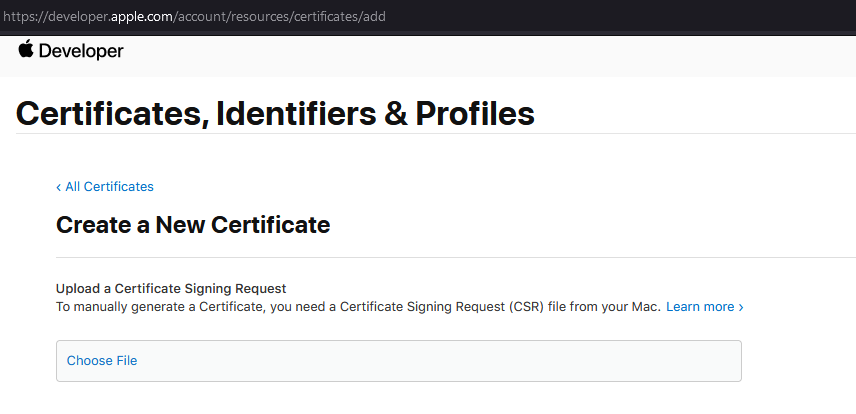 https://developer.apple.com/account/resources/certificates/add
Developer
Certificates, Identifiers & Profiles
‹ All Certificates
Create a New Certificate
Upload a Certificate Signing Request
To manually generate a Certificate, you need a Certificate Signing Request (CSR) file from your Mac. Learn more ›
Choose File